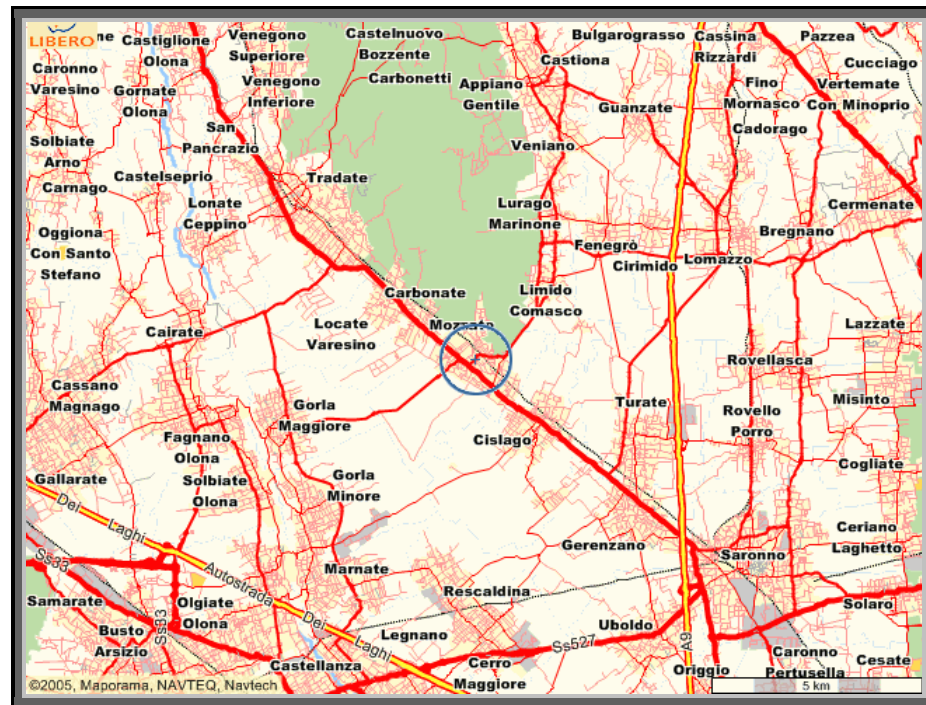 LIBERO
ne
Castiglione
Olona
Venegono
Superiore
Castelnuovo
Bozzente
Carbonetti
Bulgarograsso
Cassina
Rizzardi
Pazzea
Cucciago
Caronno
Varesino
Gornate
Olona
Venegono
Inferiore
Castiona
Appiano
Gentile
Guanzate
Fino
Mornasco
Vertemate
Con Minoprio
Cadorago
San
Pancrazio
Solbiate
Arno
Carnago
Castelseprio
Tradate
Veniano
Lonate
Ceppino
Lurago
Marinone
Cermenate
Oggiona
Con Santo
Stefano
Fenegrò
Cirimido
Lomazzo
Bregnano
Carbonate
Limido
Comasco
Locate
Varesino
Mozzate
Cairate
Lazzate
Rovellasca
Cassano
Magnago
Gorla
Maggiore
Turate
Rovello
Porro
Misinto
Fagnano
Olona
Cislago
Gallarate
Solbiate
Olona
Gorla
Minore
Cogliate
Dei Laghi
Autostrada Dei Laghi
Ss33
Gerenzano
Saronno
Ceriano
Laghetto
Marnate
Rescaldina
Samarate
Olgiate
Olona
Ss33
Solaro
Busto
Arsizio
Legnano
Uboldo
Ss527
A9
Castellanza
Cerro
Maggiore
Origgio
Caronno
Pertusella
Cesate
©2005, Maporama, NAVTEQ, Navtech
5 km